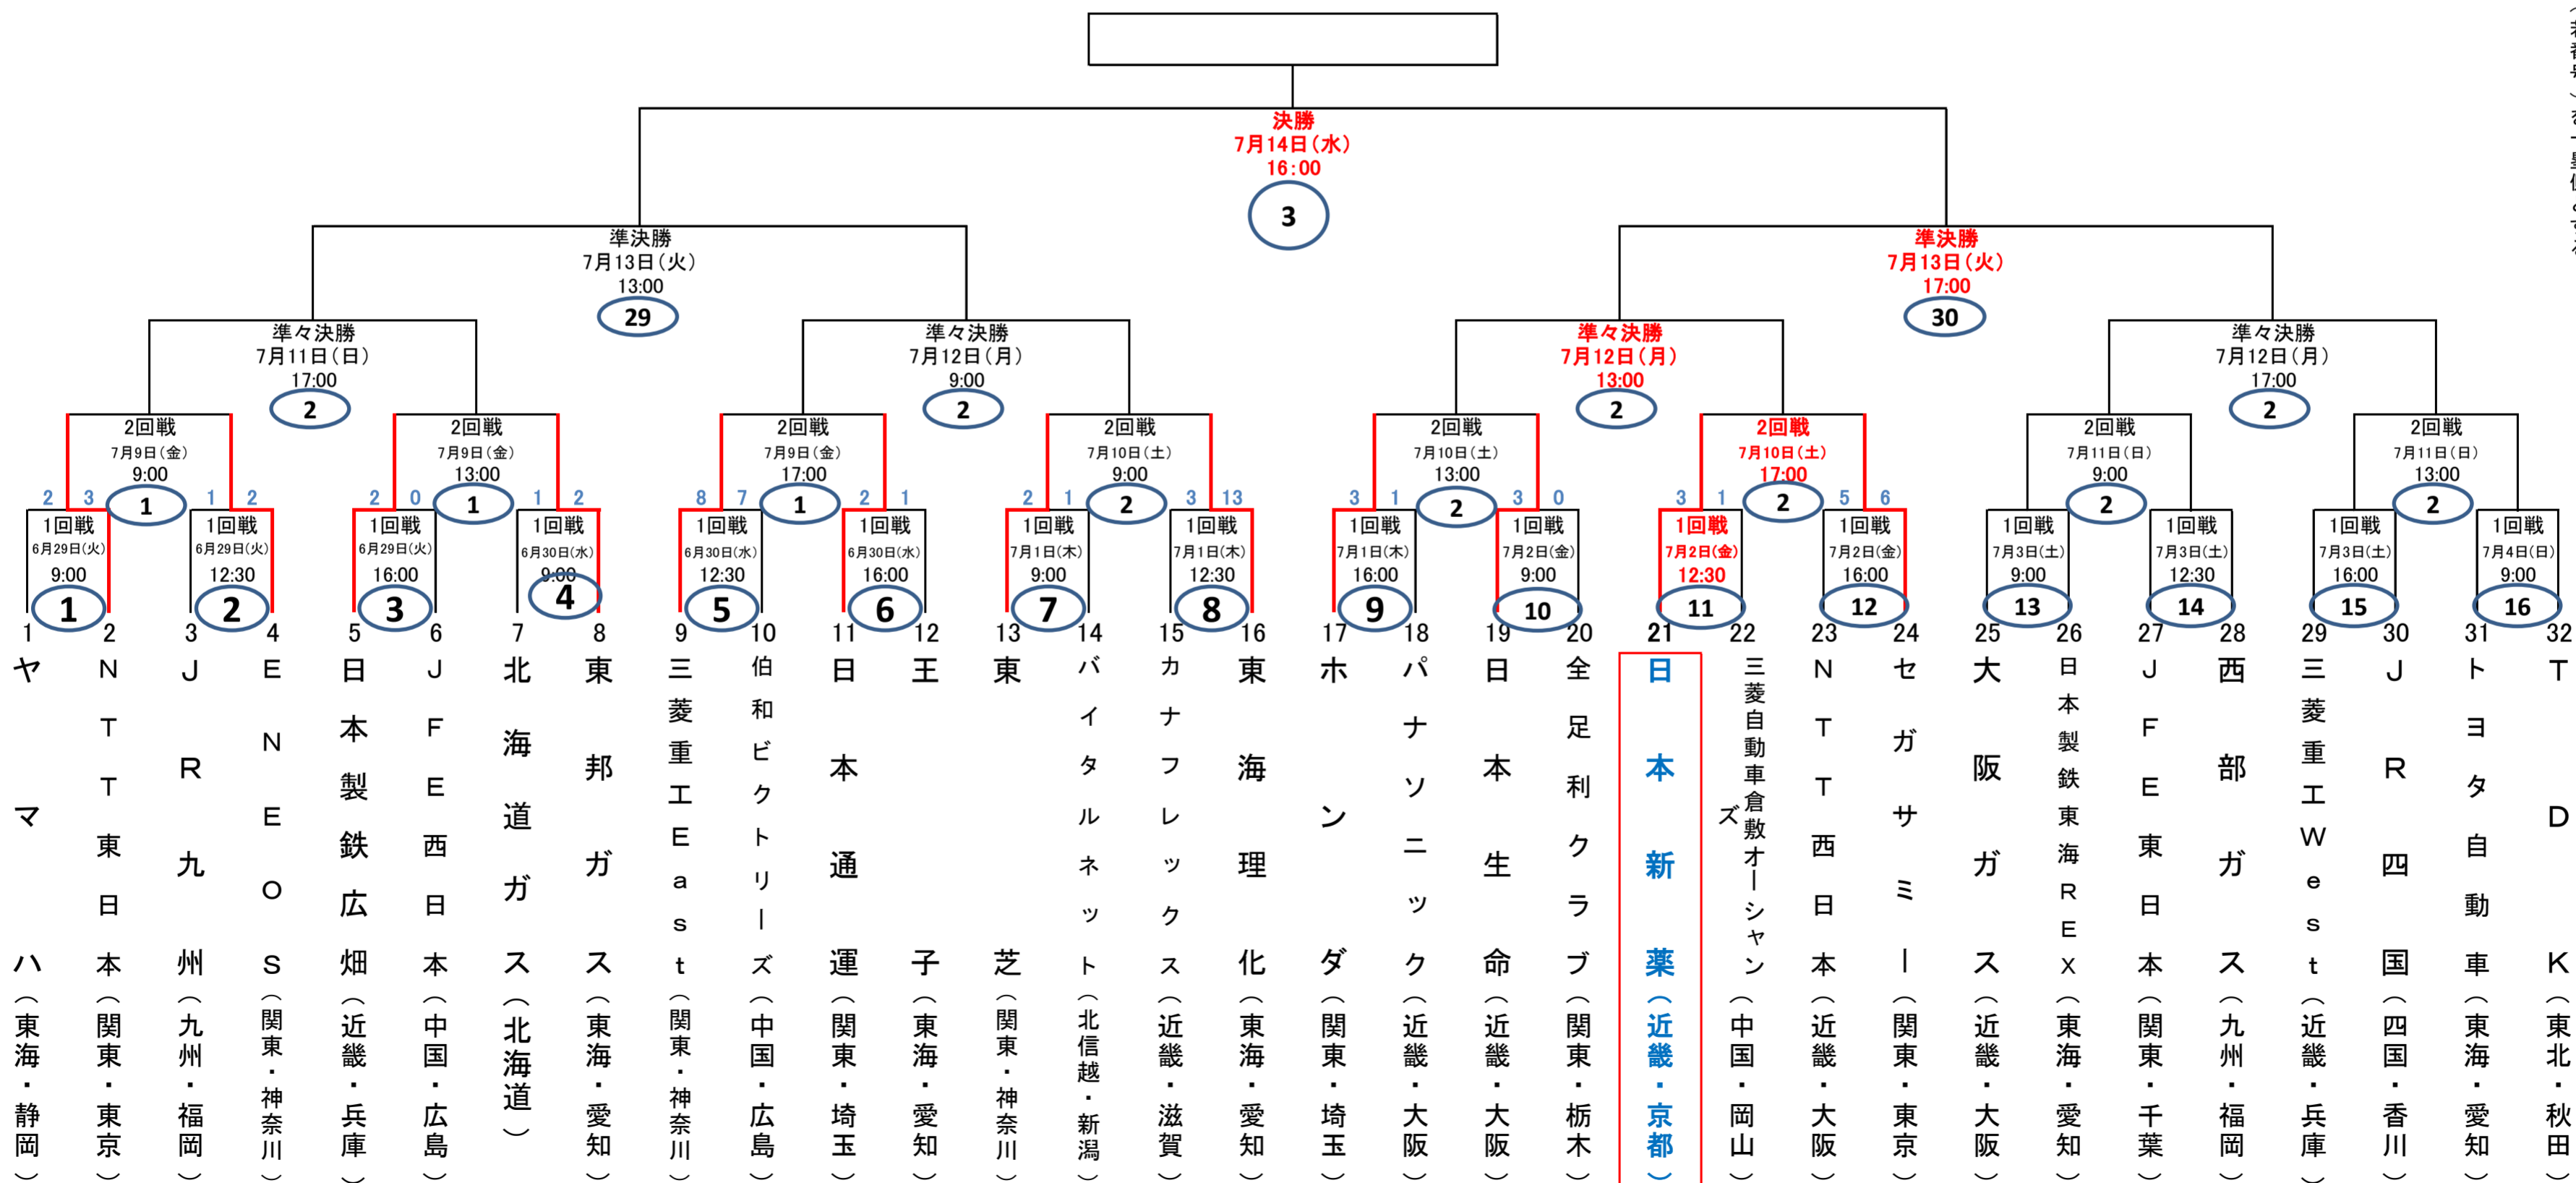 決勝
7月14日(水)
16:00
3
準決勝
7月13日(火)
13:00
29
準決勝
7月13日(火)
17:00
30
準々決勝
7月11日(日)
17:00
2
準々決勝
7月12日(月)
9:00
2
準々決勝
7月12日(月)
13:00
2
準々決勝
7月12日(月)
17:00
2
2回戦
7月9日(金)
9:00
1
2回戦
7月9日(金)
13:00
1
2回戦
7月9日(金)
17:00
1
2回戦
7月10日(土)
9:00
2
2回戦
7月10日(土)
13:00
2
2回戦
7月10日(土)
17:00
2
2回戦
7月11日(日)
9:00
2
2回戦
7月11日(日)
13:00
2
2 3
1回戦
6月29日(火)
9:00
1
1 2
1回戦
6月29日(火)
12:30
2
2 0
1回戦
6月29日(火)
16:00
3
1 2
1回戦
6月30日(水)
9:00
4
8 7
1回戦
6月30日(水)
12:30
5
2 1
1回戦
6月30日(水)
16:00
6
2 1
1回戦
7月1日(木)
9:00
7
3 13
1回戦
7月1日(木)
12:30
8
3 1
1回戦
7月1日(木)
16:00
9
3 0
1回戦
7月2日(金)
9:00
10
3 1
1回戦
7月2日(金)
12:30
11
5 6
1回戦
7月2日(金)
16:00
12
1回戦
7月3日(土)
9:00
13
1回戦
7月3日(土)
12:30
14
1回戦
7月3日(土)
16:00
15
1回戦
7月4日(日)
9:00
16
1 ヤマハ(東海・静岡)
2 NTT東日本(関東・東京)
3 JR九州(九州・福岡)
4 ENEOS(関東・神奈川)
5 日本製鉄広畑(近畿・兵庫)
6 JFE西日本(中国・広島)
7 北海道ガス(北海道)
8 東邦ガス(東海・愛知)
9 三菱重工East(関東・神奈川)
10 伯和ビクトリーズ(中国・広島)
11 日本通運(関東・埼玉)
12 王子(東海・愛知)
13 東芝(関東・神奈川)
14 バイタルネット(北信越・新潟)
15 カナフレックス(近畿・滋賀)
16 東海理化(東海・愛知)
17 ホンダ(関東・埼玉)
18 パナソニック(近畿・大阪)
19 日本生命(近畿・大阪)
20 全足利クラブ(関東・栃木)
21 日本新薬(近畿・京都)
22 三菱自動車倉敷オーシャンズ(中国・岡山)
23 NTT西日本(近畿・大阪)
24 セガサミー(関東・東京)
25 大阪ガス(近畿・大阪)
26 日本製鉄東海REX(東海・愛知)
27 JFE東日本(関東・千葉)
28 西部ガス(九州・福岡)
29 三菱重工West(近畿・兵庫)
30 JR四国(四国・香川)
31 トヨタ自動車(東海・愛知)
32 TDK(東北・秋田)